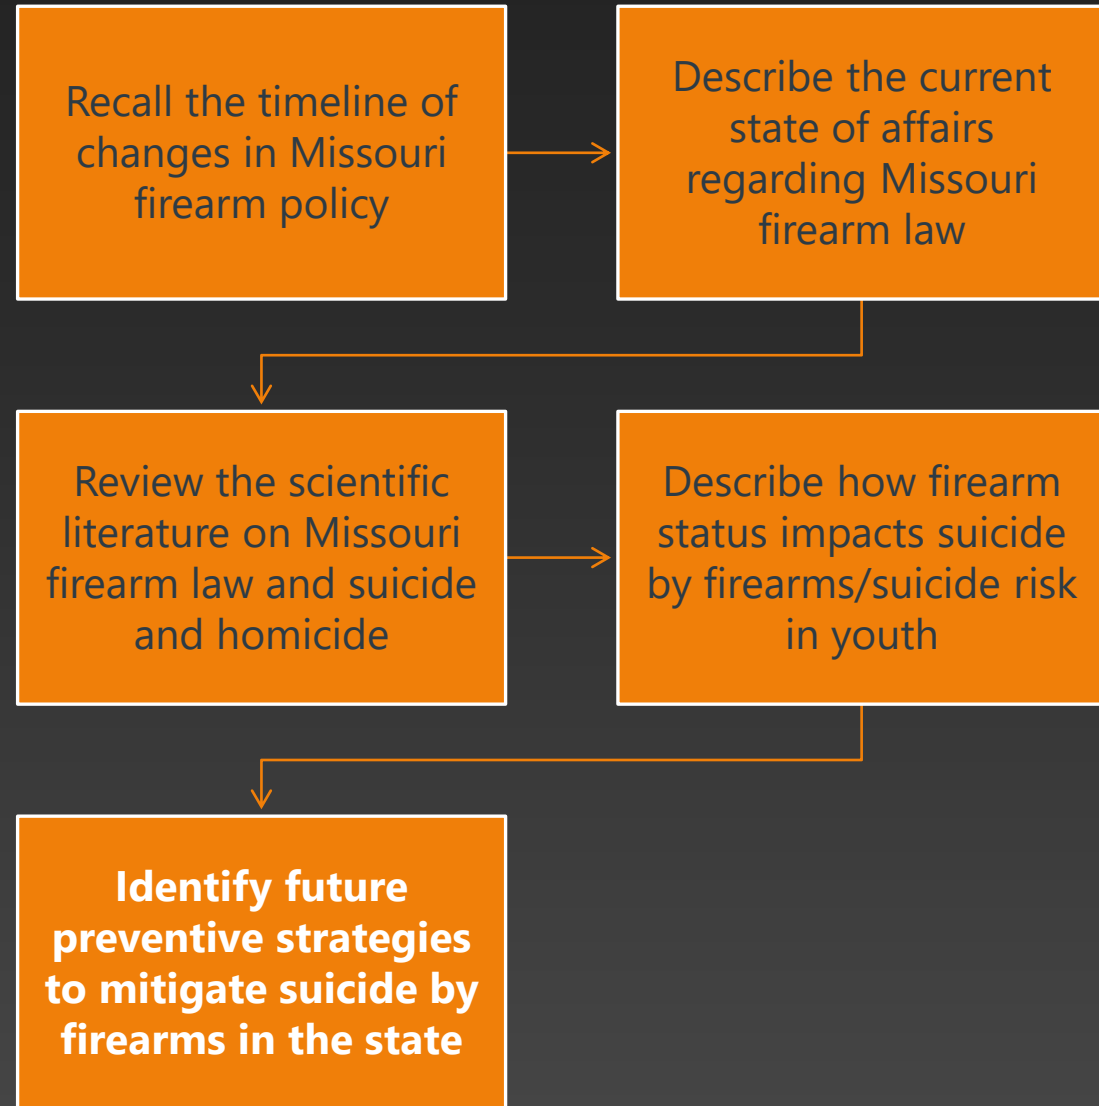 Recall the timeline of
changes in Missouri
firearm policy
Describe the current
state of affairs
regarding Missouri
firearm law
Review the scientific
literature on Missouri
firearm law and suicide
and homicide
Describe how firearm
status impacts suicide
by firearms/suicide risk
in youth
Identify future
preventive strategies
to mitigate suicide by
firearms in the state